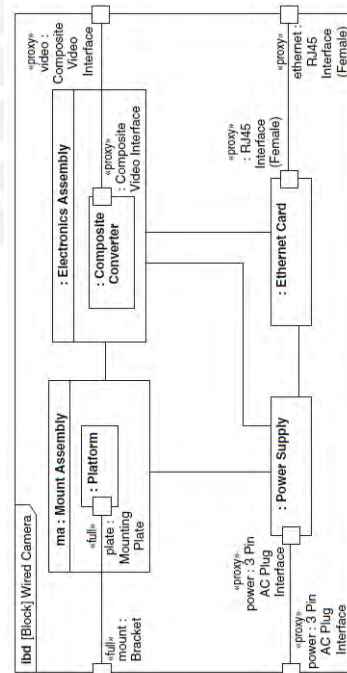 ibd [Block] Wired Camera
«full»
mount :
Bracket
ma : Mount Assembly
«full»
plate :
Mounting
Plate
: Platform
: Electronics Assembly
: Composite
Converter
«proxy»
: Composite
Video Interface
«proxy»
video :
Composite
Video
Interface
«proxy»
power : 3 Pin
AC Plug
Interface
«proxy»
power : 3 Pin
AC Plug
Interface
: Power Supply
: Ethernet Card
«proxy»
: RJ45
Interface
(Female)
«proxy»
ethernet :
RJ45
Interface
(Female)